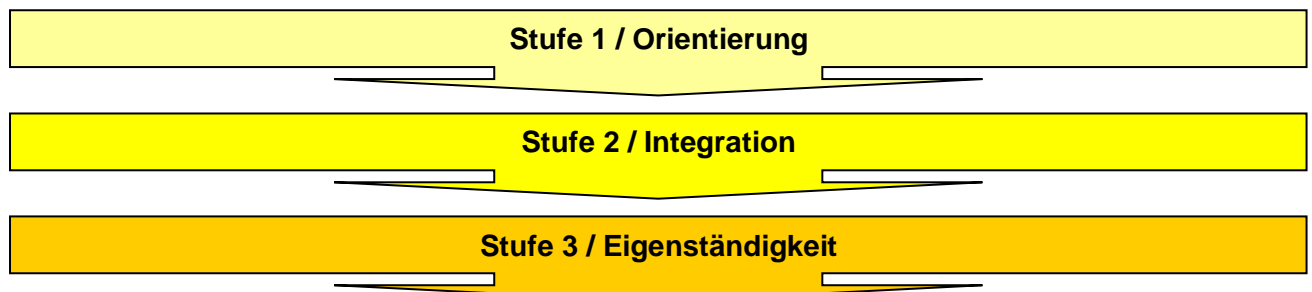 Stufe 1 / Orientierung
Stufe 2 / Integration
Stufe 3 / Eigenständigkeit